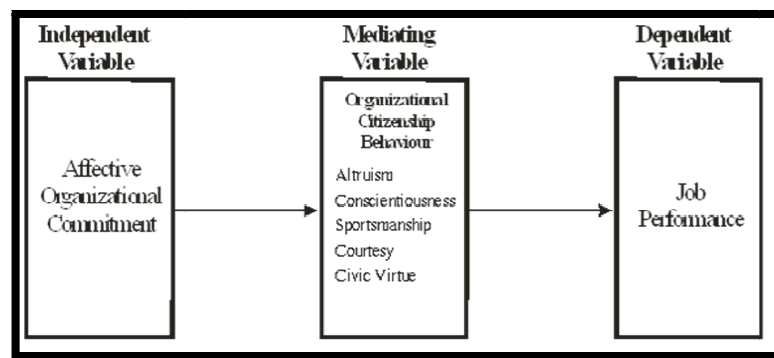 Independent
Variable
Mediating
Variable
Dependent
Variable
Affective
Organizational
Commitment
Organizational
Citizenship
Behaviour
Altruism
Conscientiousness
Sportsmanship
Courtesy
Civic Virtue
Job
Performance